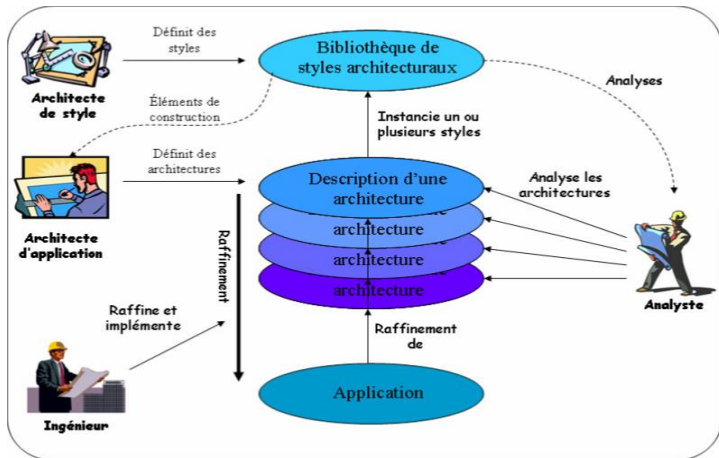 Définit des
styles
Bibliothèque de
styles architecturaux
Analyses
Architecte
de style
Éléments de
construction
Instancie un ou
plusieurs styles
Définit des
architectures
Description d'une
architecture
Analyse les
architectures
Architecte
d'application
architecture
architecture
architecture
Raffinement
Analyste
Raffine et
implémente
Raffinement
de
Ingénieur
Application